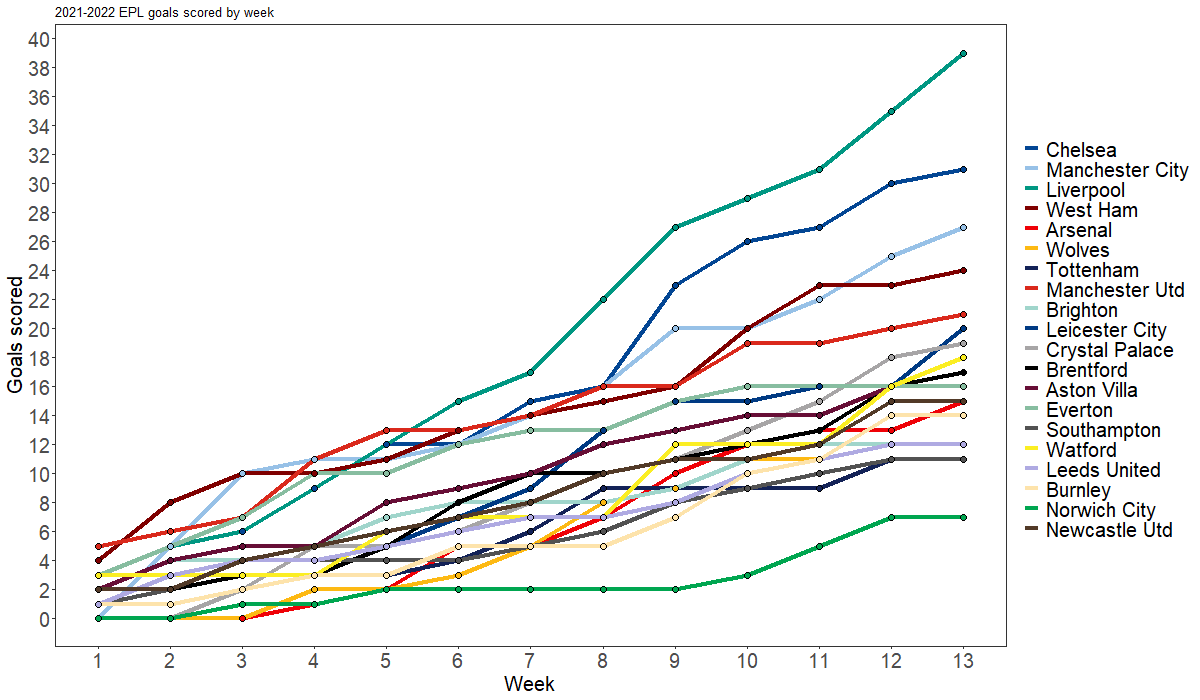 2021-2022 EPL goals scored by week
40
38
36
34
32
30
28
26
24
22
20
18
16
14
12
10
8
6
4
2
0
Goals scored
1 2 3 4 5 6 7 8 9 10 11 12 13
Week
Chelsea
Manchester City
Liverpool
West Ham
Arsenal
Wolves
Tottenham
Manchester Utd
Brighton
Leicester City
Crystal Palace
Brentford
Aston Villa
Everton
Southampton
Watford
Leeds United
Burnley
Norwich City
Newcastle Utd